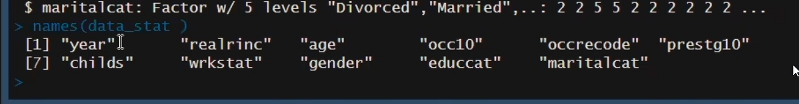 $ maritalcat: Factor w/ 5 levels "Divorced","Married",..: 2 2 5 5 2 2 2 2 2 2 ...
> names(data_stat )
[1] "year" "realrinc" "age" "occ10" "occrecode" "prestg10"
[7] "childs" "wrkstat" "gender" "educcat" "maritalcat"
>